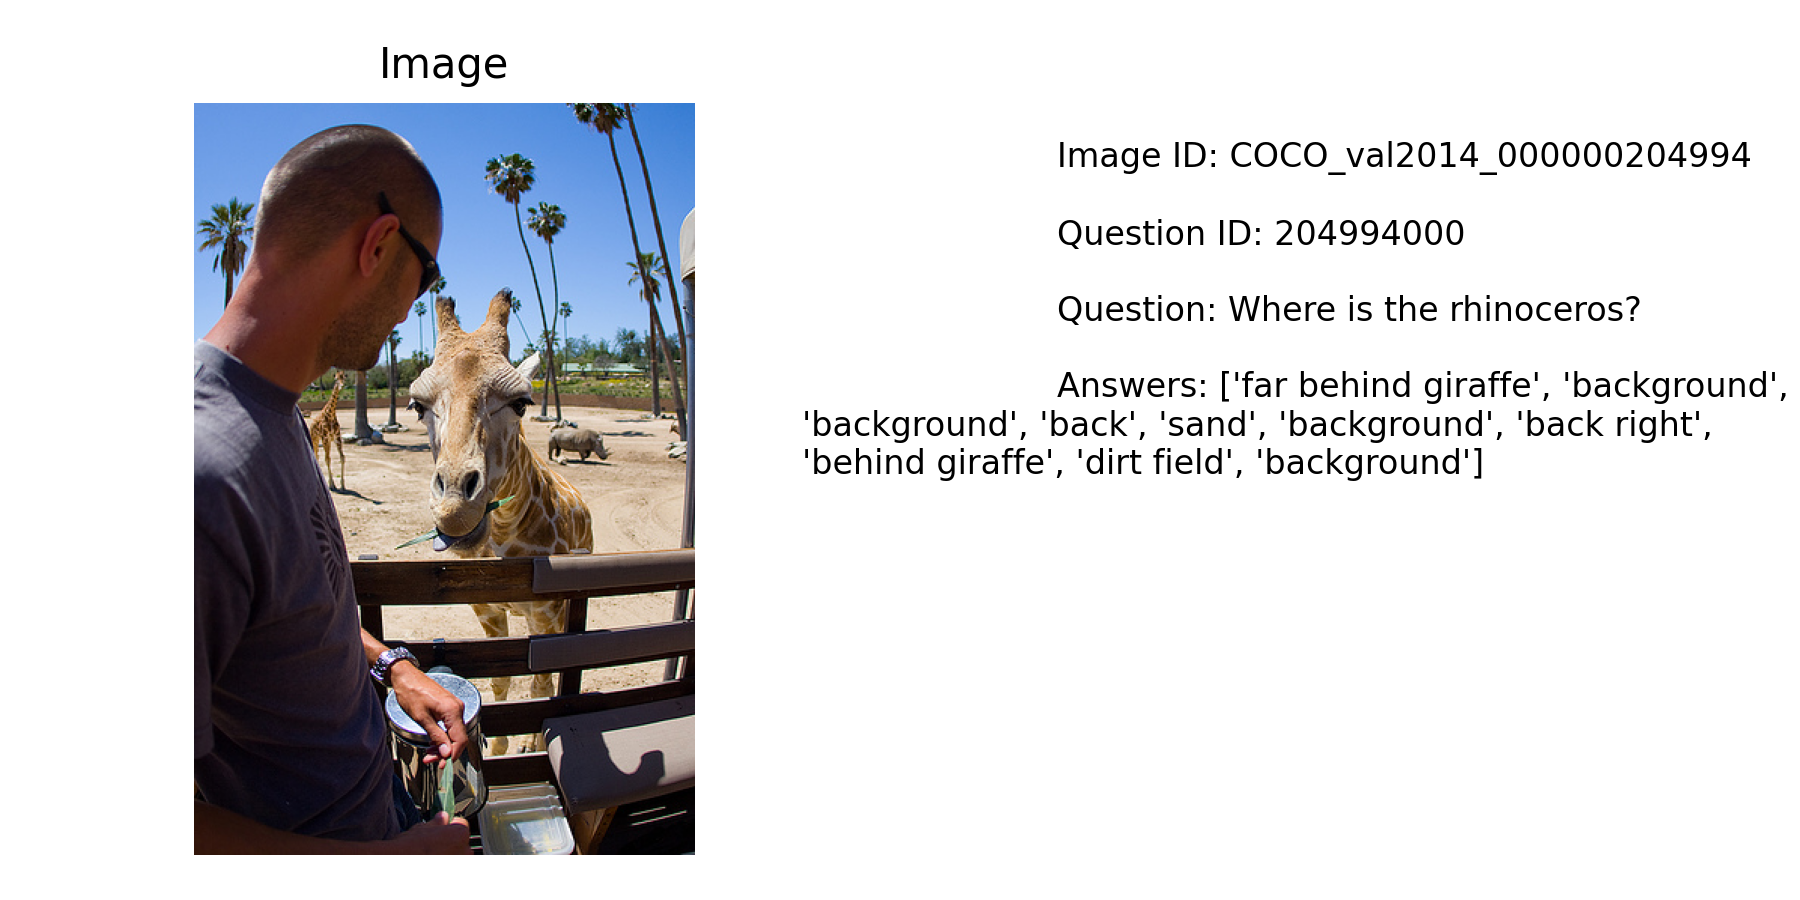 Image
Image ID: COCO_val2014_000000204994
Question ID: 204994000
Question: Where is the rhinoceros?
Answers: ['far behind giraffe', 'background',
'background', 'back', 'sand', 'background', 'back right',
'behind giraffe', 'dirt field', 'background']